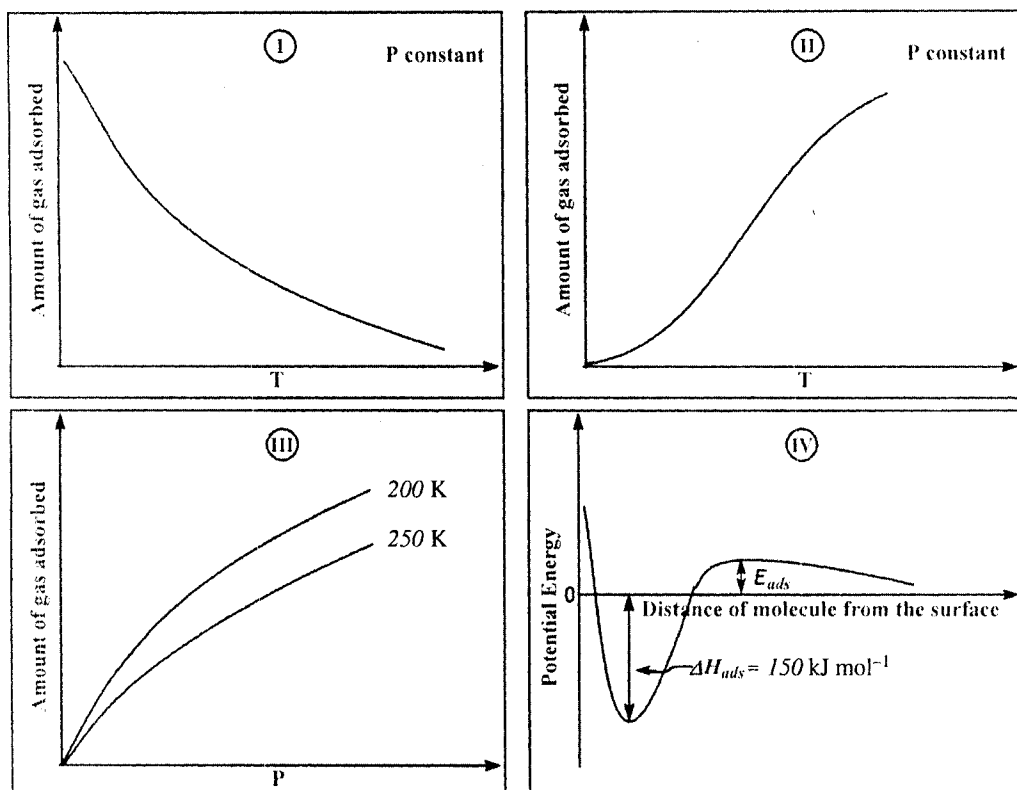 I
P constant
Amount of gas adsorbed
T
II
P constant
Amount of gas adsorbed
T
III
200 K
250 K
Amount of gas adsorbed
P
IV
Potential Energy
0
E_ads
Distance of molecule from the surface
ΔH_ads = 150 kJ mol⁻¹